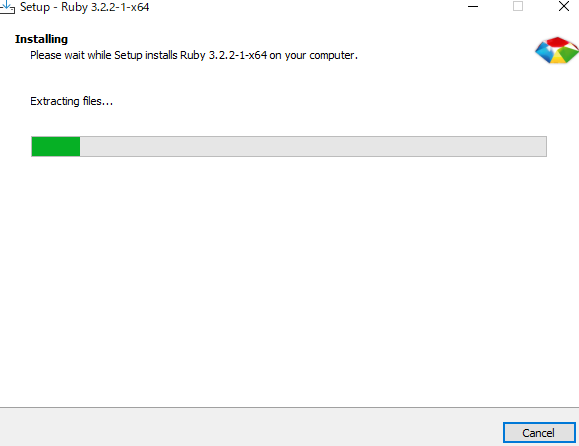 Setup - Ruby 3.2.2-1-x64
Installing
Please wait while Setup installs Ruby 3.2.2-1-x64 on your computer.
Extracting files...
Cancel